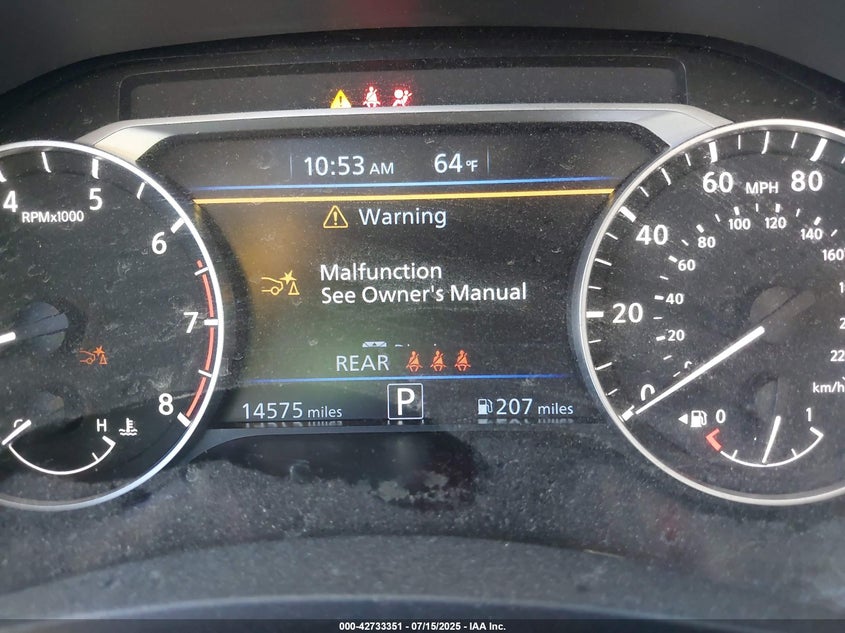 10:53 AM 64°F
Warning
Malfunction
See Owner's Manual
REAR
14575 miles P 207 miles
4 5 6 7 8
RPMx1000
H
0 20 40 60 80
MPH
20 40 60 80 100 120 140 160
km/h
0 1
000-42733351 - 07/15/2025 - IAA Inc.